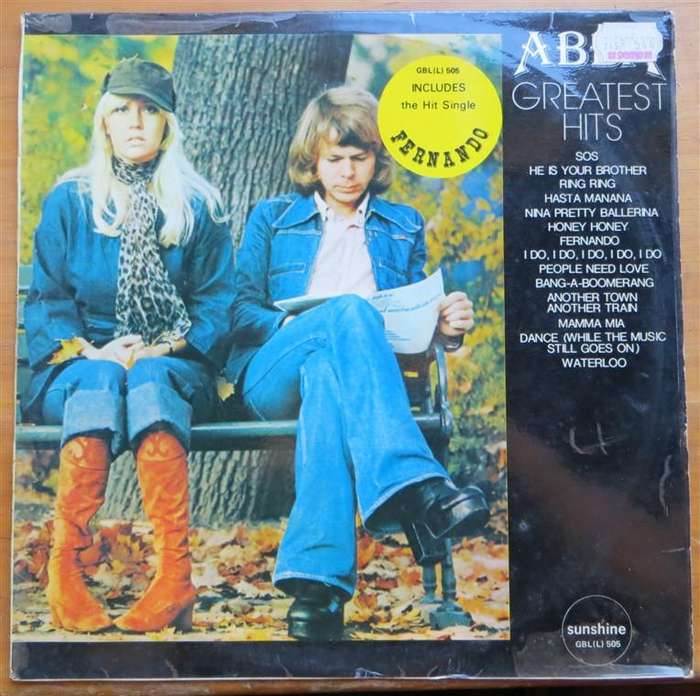 ABBA
GREATEST
HITS
GBL(L) 505
INCLUDES
the Hit Single
FERNANDO
SOS
HE IS YOUR BROTHER
RING RING
HASTA MANANA
NINA PRETTY BALLERINA
HONEY HONEY
FERNANDO
I DO, I DO, I DO, I DO, I DO
PEOPLE NEED LOVE
BANG-A-BOOMERANG
ANOTHER TOWN
ANOTHER TRAIN
MAMMA MIA
DANCE (WHILE THE MUSIC
STILL GOES ON)
WATERLOO
sunshine
GBL(L) 505